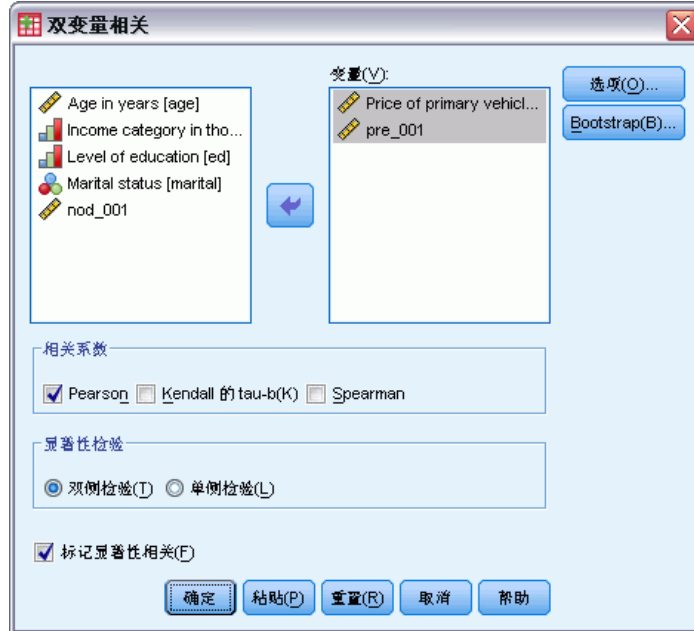 双变量相关
变量(V):
Age in years [age]
Income category in tho...
Level of education [ed]
Marital status [marital]
nod_001
Price of primary vehicl...
pre_001
选项(O)...
Bootstrap(B)...
相关系数
Pearson
Kendall 的 tau-b(K)
Spearman
显著性检验
双侧检验(T)
单侧检验(L)
标记显著性相关(F)
确定
粘贴(P)
重置(R)
取消
帮助